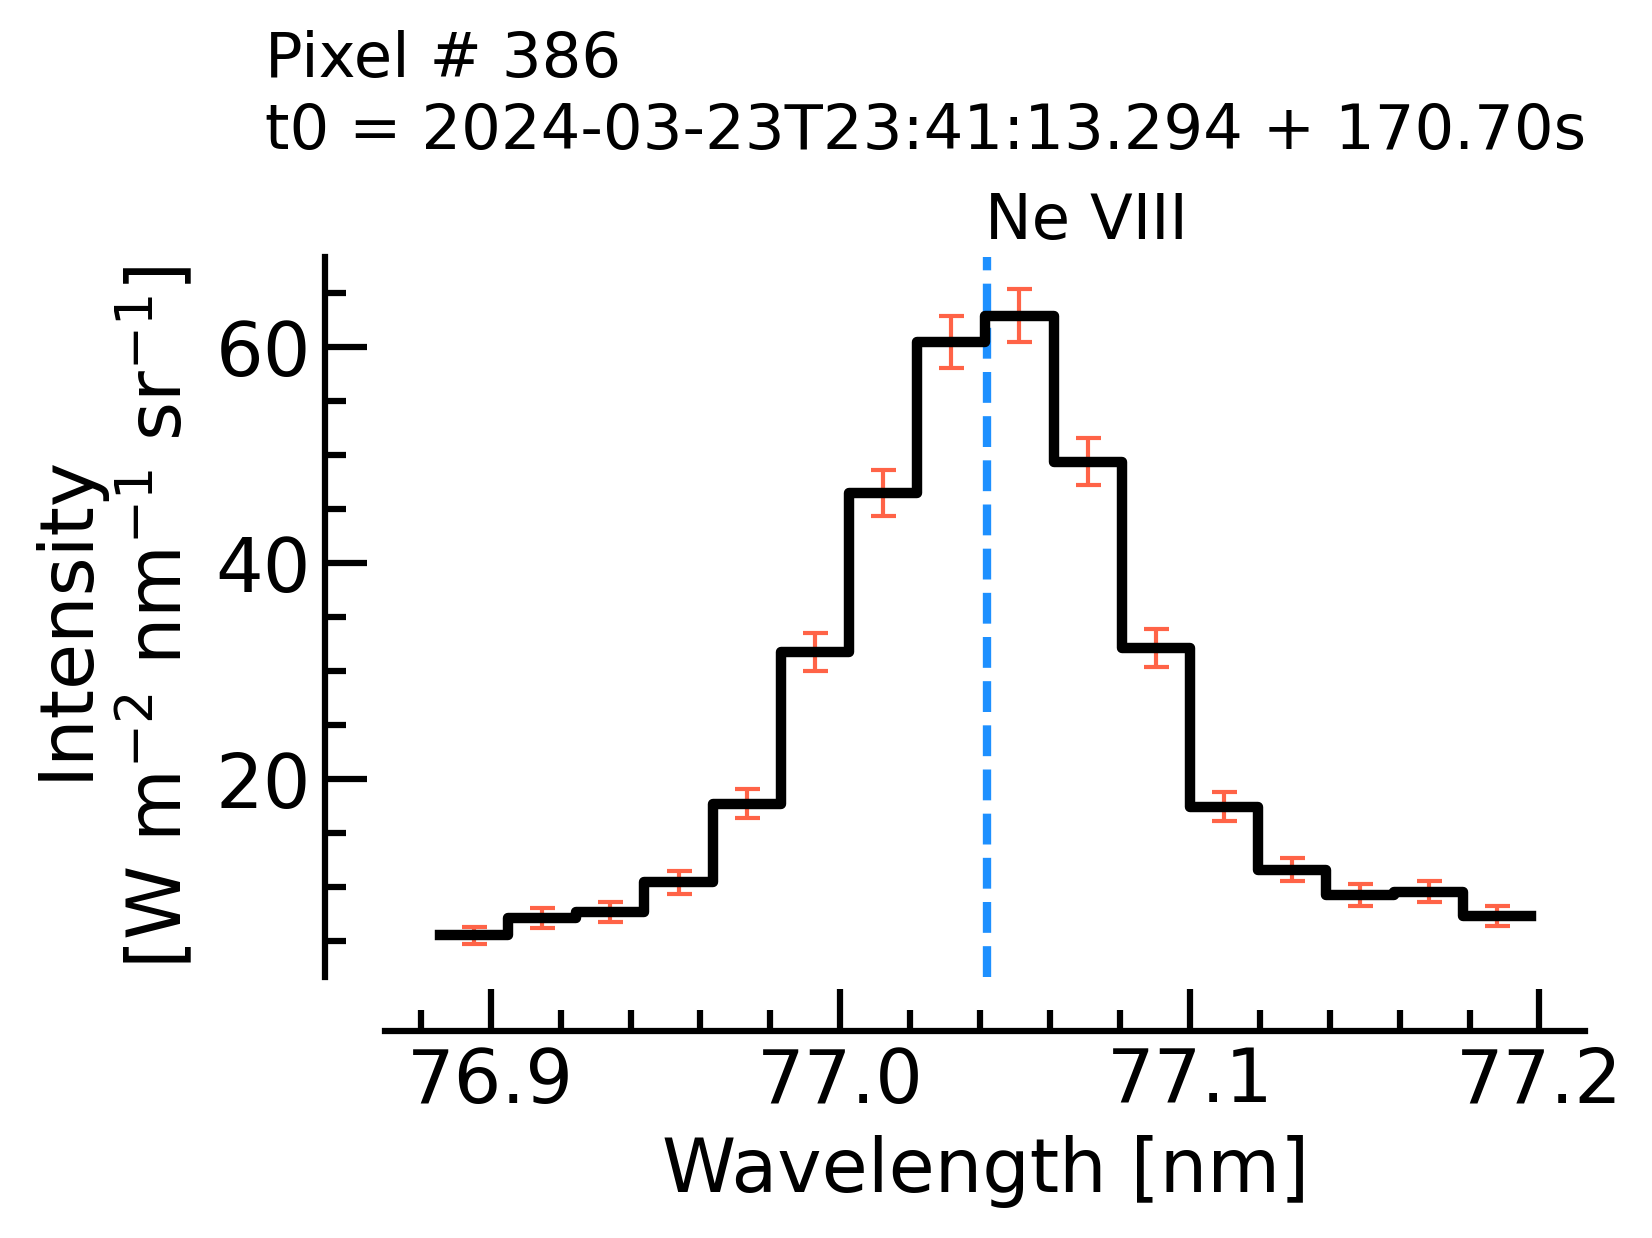 Pixel # 386
t0 = 2024-03-23T23:41:13.294 + 170.70s
Ne VIII
Intensity
[W m⁻² nm⁻¹ sr⁻¹]
60
40
20
76.9 77.0 77.1 77.2
Wavelength [nm]